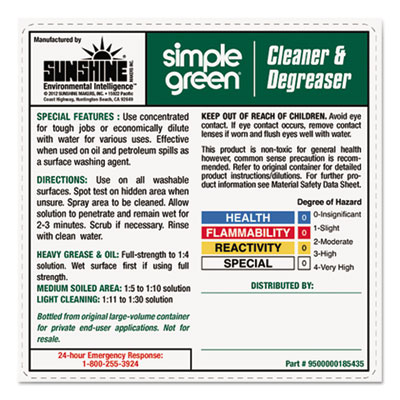 Manufactured by
SUNSHINE
MAKERS, INC.
Environmental Intelligence™
© 2012 SUNSHINE MAKERS, INC. • 15922 Pacific
Coast Highway, Huntington Beach, CA 92649
simple
green®
Cleaner &
Degreaser
SPECIAL FEATURES : Use concentrated
for tough jobs or economically dilute
with water for various uses. Effective
when used on oil and petroleum spills as
a surface washing agent.
DIRECTIONS: Use on all washable
surfaces. Spot test on hidden area when
unsure. Spray area to be cleaned. Allow
solution to penetrate and remain wet for
2-3 minutes. Scrub if necessary. Rinse
with clean water.
HEAVY GREASE & OIL: Full-strength to 1:4
solution. Wet surface first if using full
strength.
MEDIUM SOILED AREA: 1:5 to 1:10 solution
LIGHT CLEANING: 1:11 to 1:30 solution
Bottled from original large-volume container
for private end-user applications. Not for
resale.
24-hour Emergency Response:
1-800-255-3924
KEEP OUT OF REACH OF CHILDREN. Avoid eye
contact. If eye contact occurs, remove contact
lenses if worn and flush eyes well with water.
This product is non-toxic for general health
however, common sense precaution is recom-
mended. Refer to original container for detailed
product instructions/dilutions. For further pro-
duct information see Material Safety Data Sheet.
Degree of Hazard
HEALTH 0 0-Insignificant
FLAMMABILITY 0 1-Slight
REACTIVITY 0 2-Moderate
3-High
SPECIAL 0 4-Very High
DISTRIBUTED BY:
Part # 9500000185435